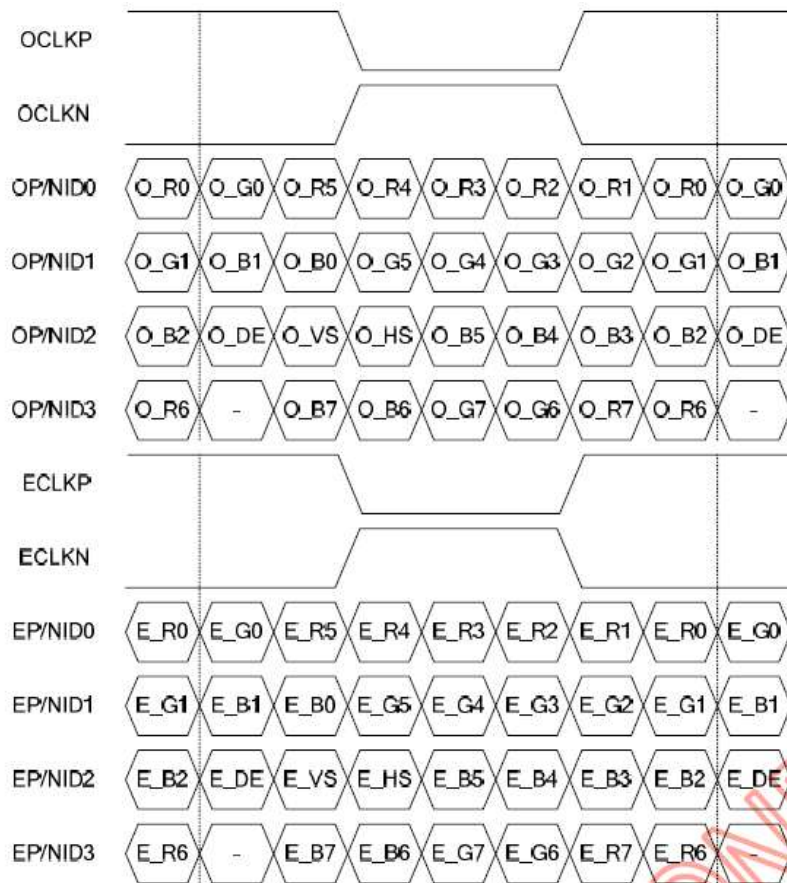 OCLKP
OCLKN
OP/NID0 O_R0 O_G0 O_R5 O_R4 O_R3 O_R2 O_R1 O_R0 O_G0
OP/NID1 O_G1 O_B1 O_B0 O_G5 O_G4 O_G3 O_G2 O_G1 O_B1
OP/NID2 O_B2 O_DE O_VS O_HS O_B5 O_B4 O_B3 O_B2 O_DE
OP/NID3 O_R6 - O_B7 O_B6 O_G7 O_G6 O_R7 O_R6 -
ECLKP
ECLKN
EP/NID0 E_R0 E_G0 E_R5 E_R4 E_R3 E_R2 E_R1 E_R0 E_G0
EP/NID1 E_G1 E_B1 E_B0 E_G5 E_G4 E_G3 E_G2 E_G1 E_B1
EP/NID2 E_B2 E_DE E_VS E_HS E_B5 E_B4 E_B3 E_B2 E_DE
EP/NID3 E_R6 - E_B7 E_B6 E_G7 E_G6 E_R7 E_R6 -